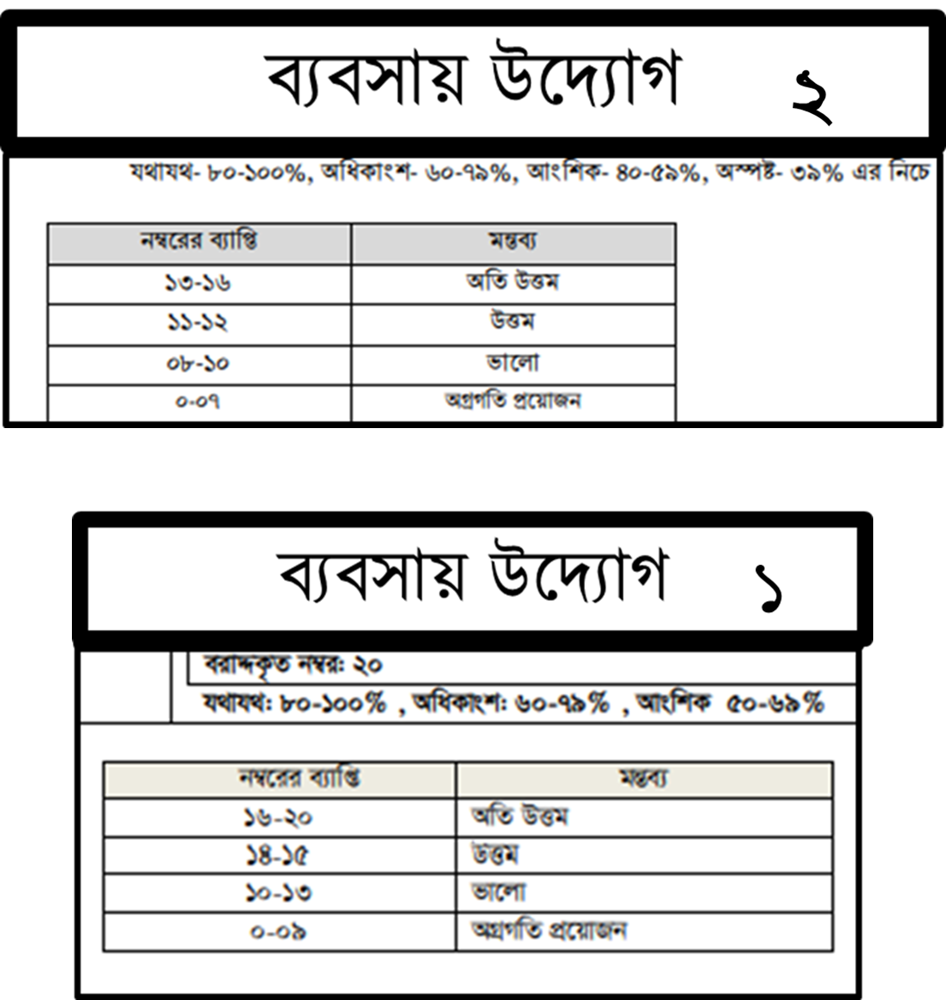 ব্যবসায় উদ্যোগ ২
যথাযথ- ৮০-১০০%, অধিকাংশ- ৬০-৭৯%, আংশিক- ৪০-৫৯%, অস্পষ্ট- ৩৯% এর নিচে
নম্বরের ব্যাপ্তি মন্তব্য
১৩-১৬ অতি উত্তম
১১-১২ উত্তম
০৮-১০ ভালো
০-০৭ অগ্রগতি প্রয়োজন
ব্যবসায় উদ্যোগ ১
বরাদ্দকৃত নম্বর: ২০
যথাযথ: ৮০-১০০% , অধিকাংশ: ৬০-৭৯% , আংশিক ৫০-৬৯%
নম্বরের ব্যাপ্তি মন্তব্য
১৬-২০ অতি উত্তম
১৪-১৫ উত্তম
১০-১৩ ভালো
০-০৯ অগ্রগতি প্রয়োজন